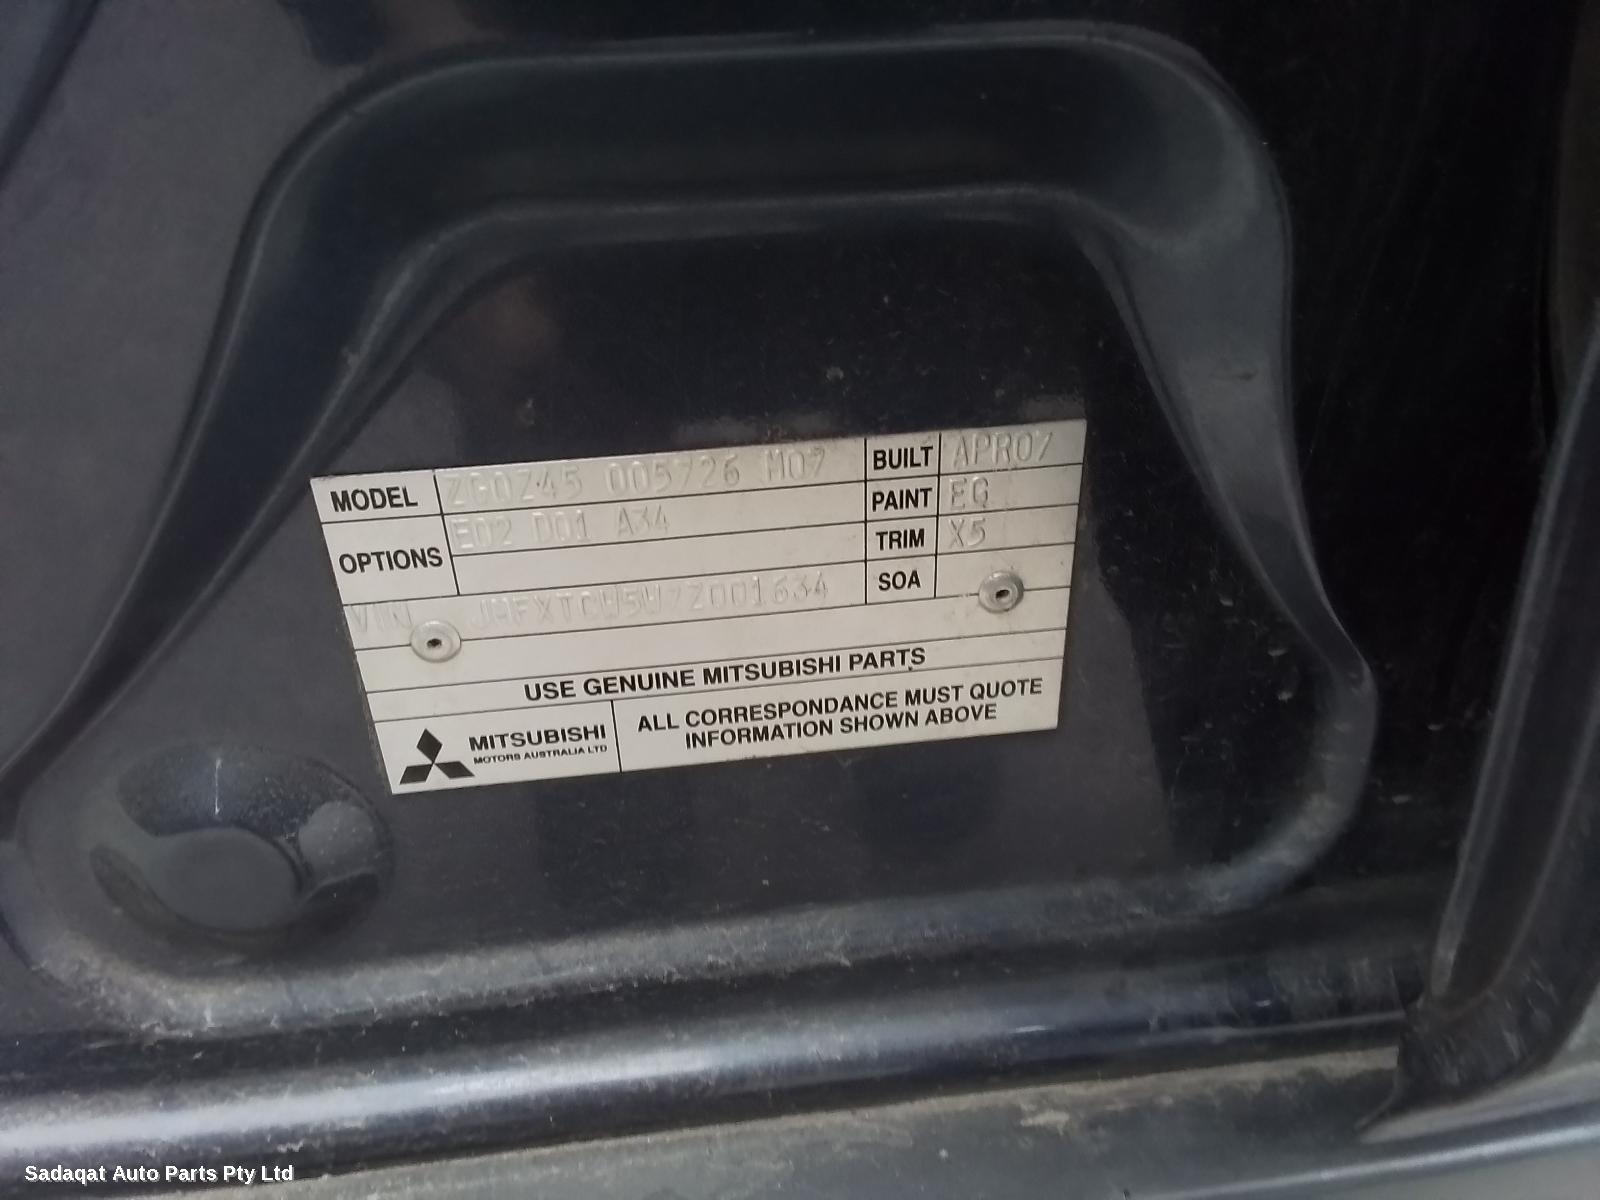 MODEL ZG0Z45 005726 M07 BUILT APR07
OPTIONS E02 D01 A34 PAINT EG
TRIM X5
SOA
VIN
USE GENUINE MITSUBISHI PARTS
MITSUBISHI
MOTORS AUSTRALIA LTD
ALL CORRESPONDANCE MUST QUOTE
INFORMATION SHOWN ABOVE
Sadaqat Auto Parts Pty Ltd